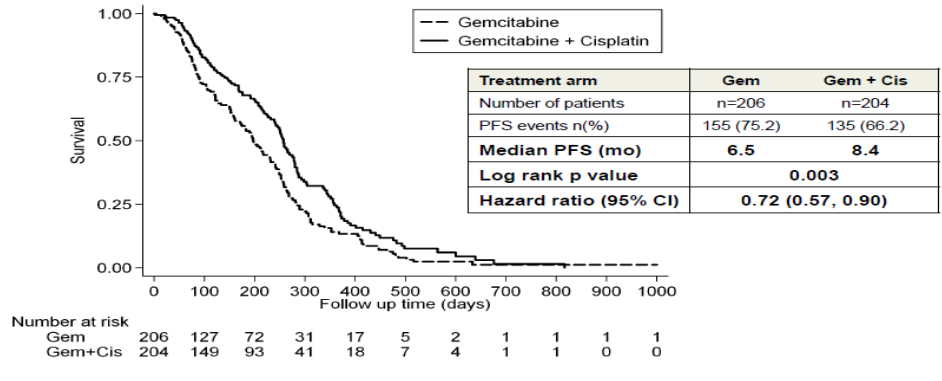 Gemcitabine
Gemcitabine + Cisplatin
Treatment arm Gem Gem + Cis
Number of patients n=206 n=204
PFS events n(%) 155 (75.2) 135 (66.2)
Median PFS (mo) 6.5 8.4
Log rank p value 0.003
Hazard ratio (95% CI) 0.72 (0.57, 0.90)
Survival
1.00
0.75
0.50
0.25
0.00
0 100 200 300 400 500 600 700 800 900 1000
Follow up time (days)
Number at risk
Gem 206 127 72 31 17 5 2 1 1 1 1
Gem+Cis 204 149 93 41 18 7 4 1 1 0 0